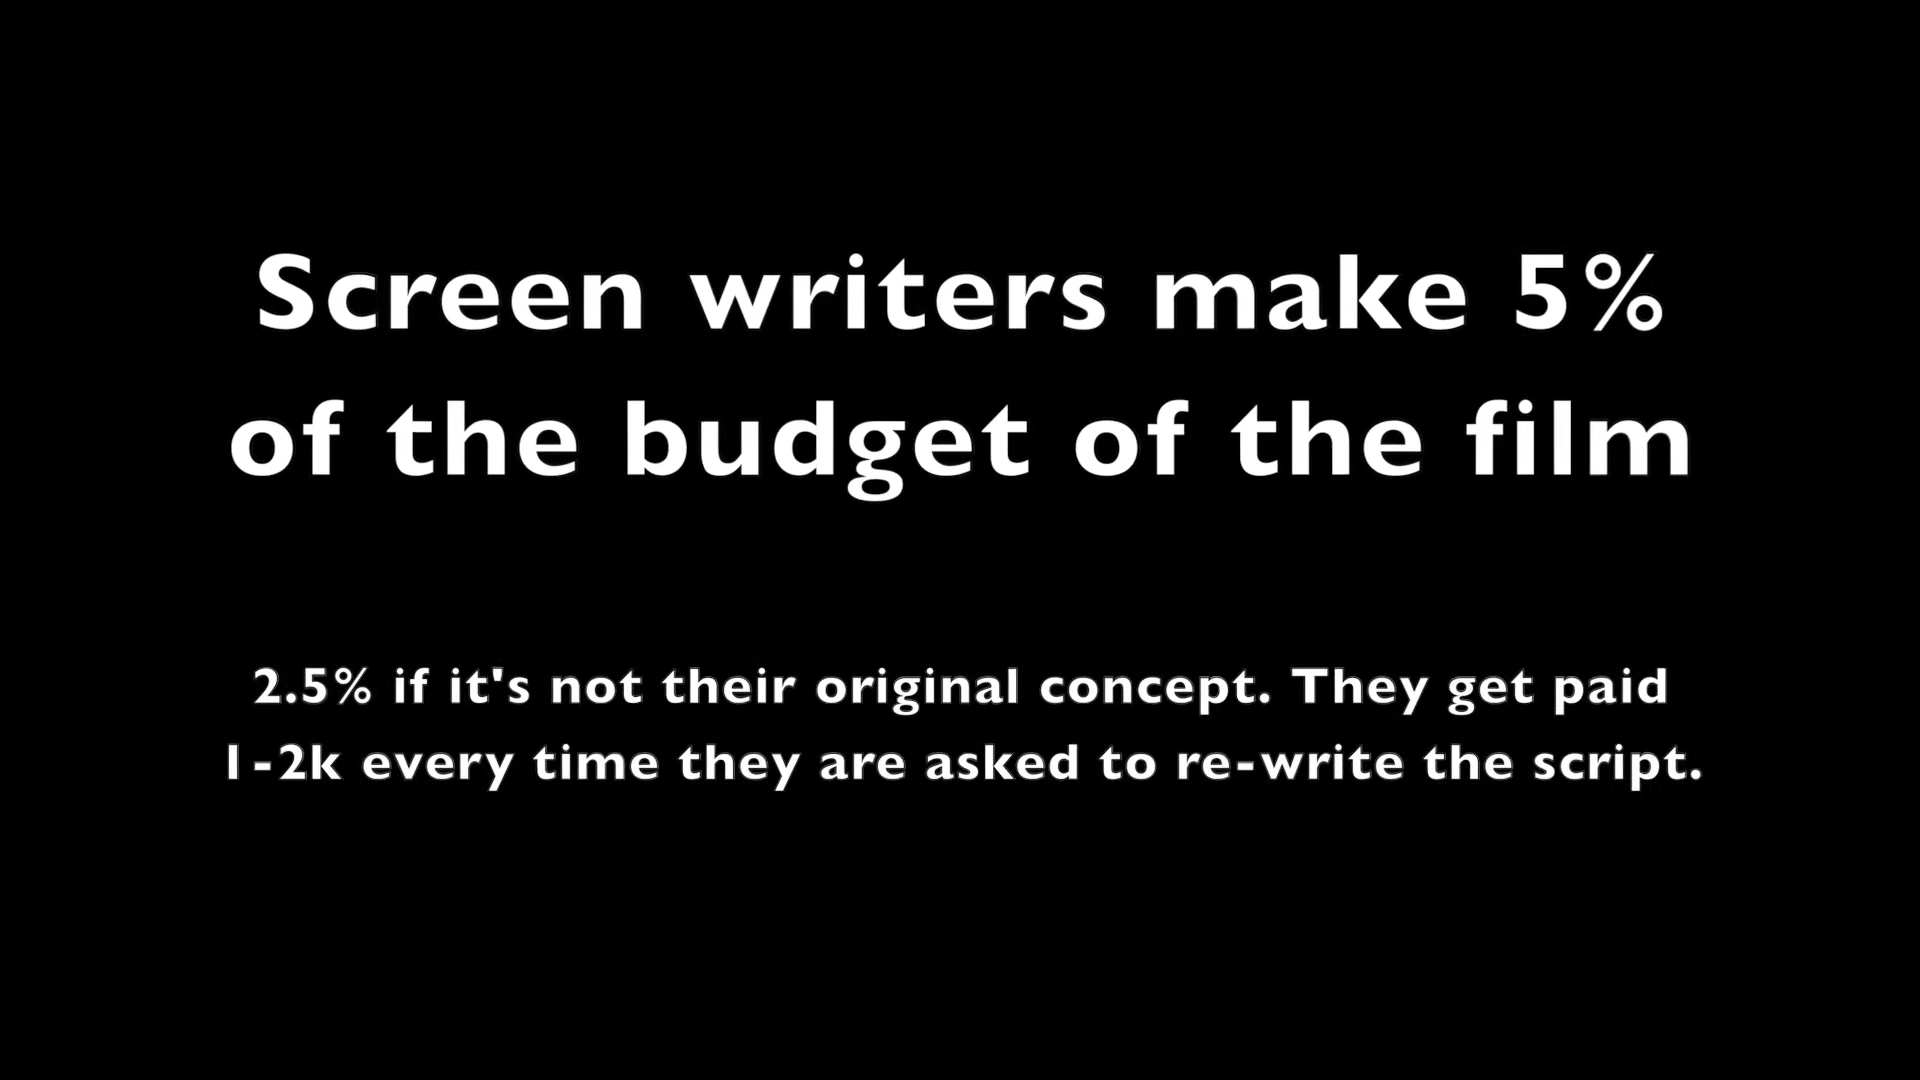 Screen writers make 5%
of the budget of the film
2.5% if it's not their original concept. They get paid
1-2k every time they are asked to re-write the script.